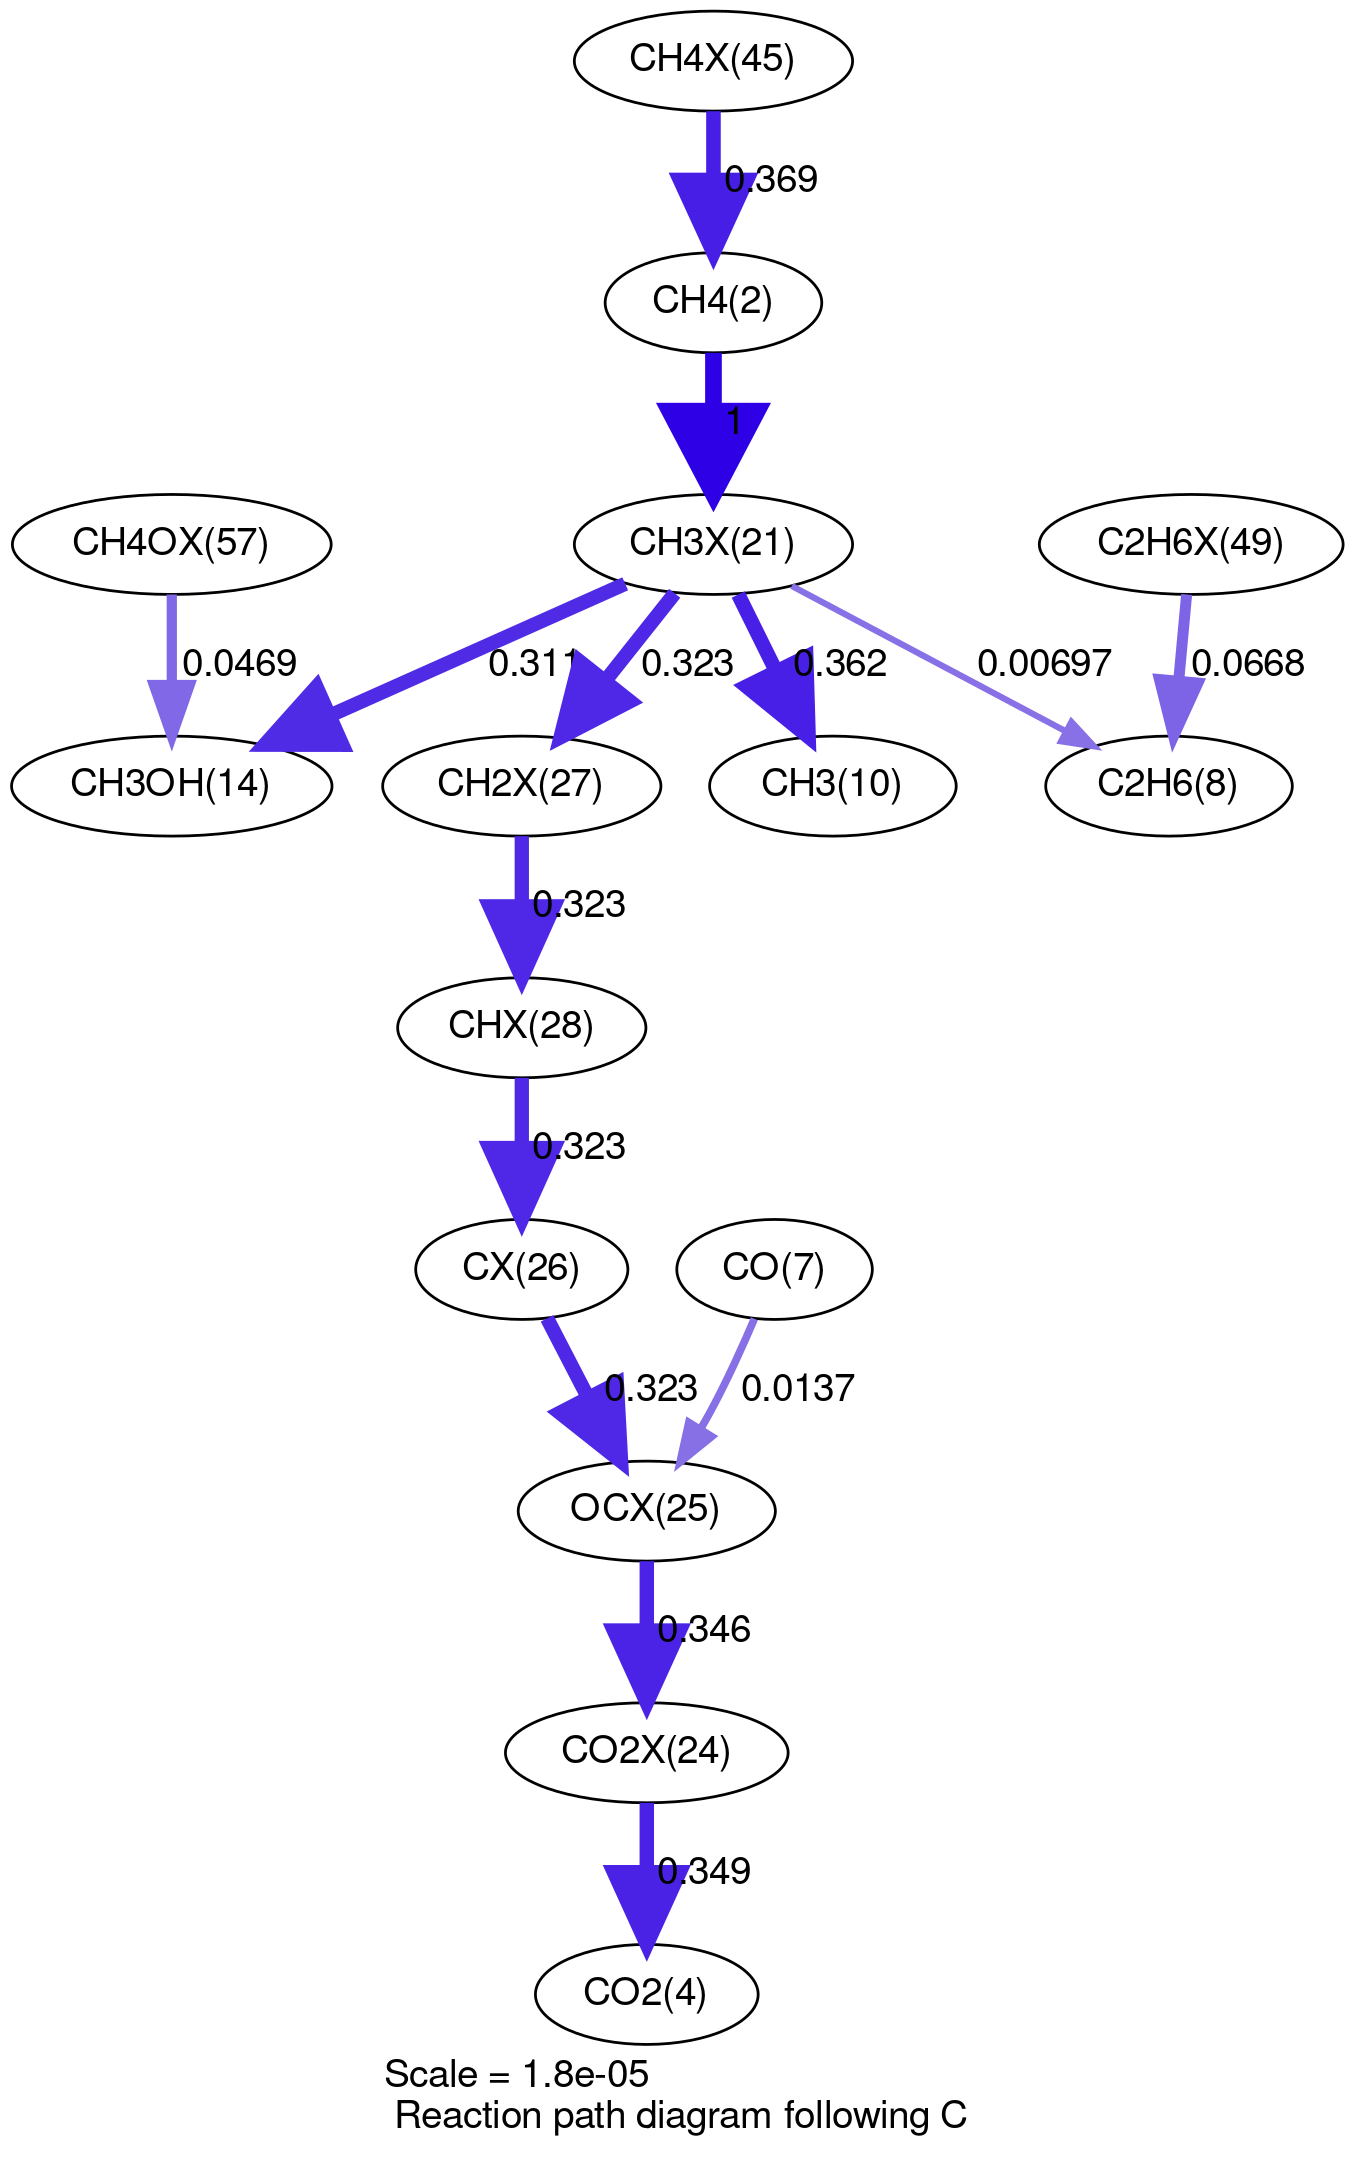 CH4X(45)
0.369
CH4(2)
1
CH4OX(57)
CH3X(21)
C2H6X(49)
0.0469
0.311
0.323
0.362
0.00697
0.0668
CH3OH(14)
CH2X(27)
CH3(10)
C2H6(8)
0.323
CHX(28)
0.323
CX(26)
CO(7)
0.323
0.0137
OCX(25)
0.346
CO2X(24)
0.349
CO2(4)
Scale = 1.8e-05
Reaction path diagram following C